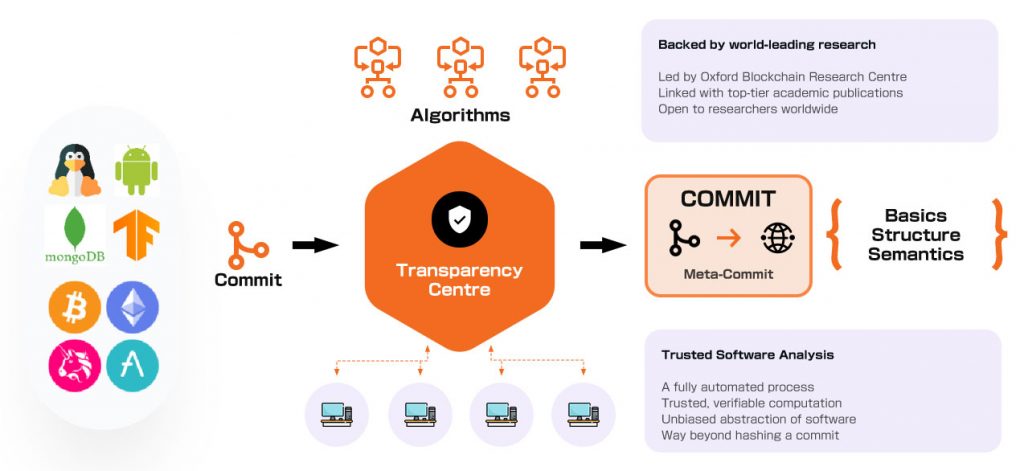 mongoDB
Commit
Algorithms
Transparency
Centre
Backed by world-leading research
Led by Oxford Blockchain Research Centre
Linked with top-tier academic publications
Open to researchers worldwide
COMMIT
Meta-Commit
Basics
Structure
Semantics
Trusted Software Analysis
A fully automated process
Trusted, verifiable computation
Unbiased abstraction of software
Way beyond hashing a commit